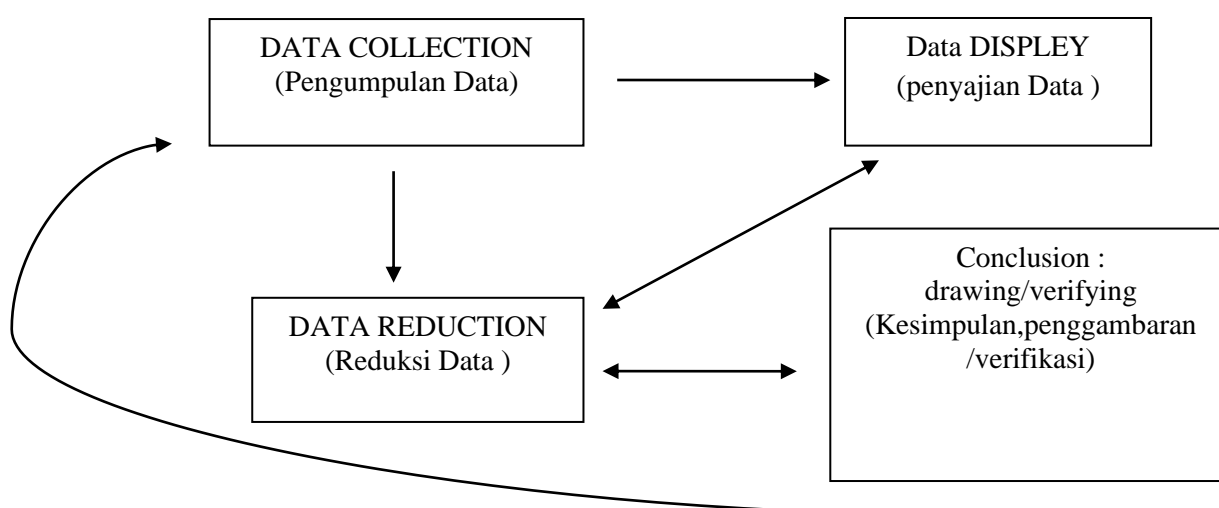 DATA COLLECTION
(Pengumpulan Data)
Data DISPLEY
(penyajian Data )
DATA REDUCTION
(Reduksi Data )
Conclusion :
drawing/verifying
(Kesimpulan,penggambaran
/verifikasi)